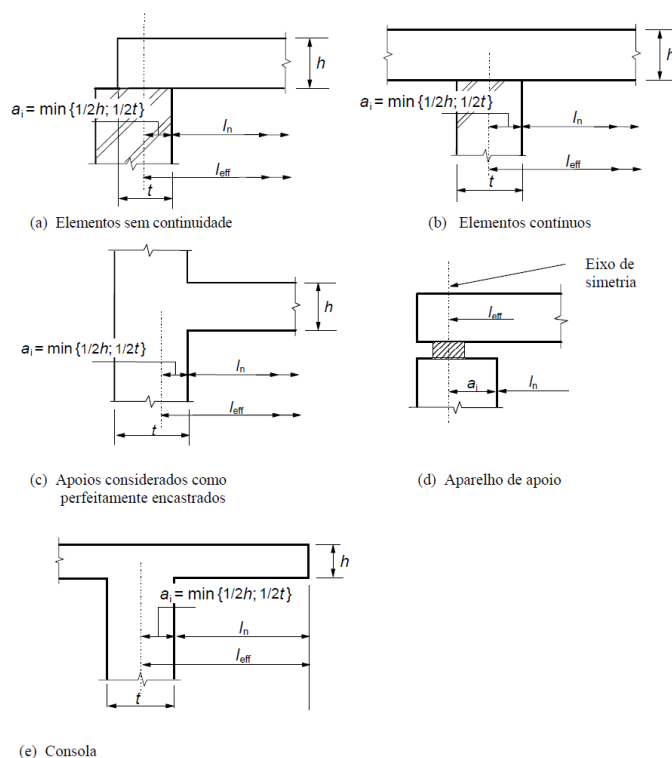 h
aᵢ = min {1/2h; 1/2t}
lₙ
l_eff
t
(a) Elementos sem continuidade
h
aᵢ = min {1/2h; 1/2t}
lₙ
l_eff
t
(b) Elementos contínuos
h
aᵢ = min {1/2h; 1/2t}
lₙ
l_eff
t
(c) Apoios considerados como
perfeitamente encastrados
Eixo de
simetria
l_eff
aᵢ
lₙ
(d) Aparelho de apoio
h
aᵢ = min {1/2h; 1/2t}
lₙ
l_eff
t
(e) Consola